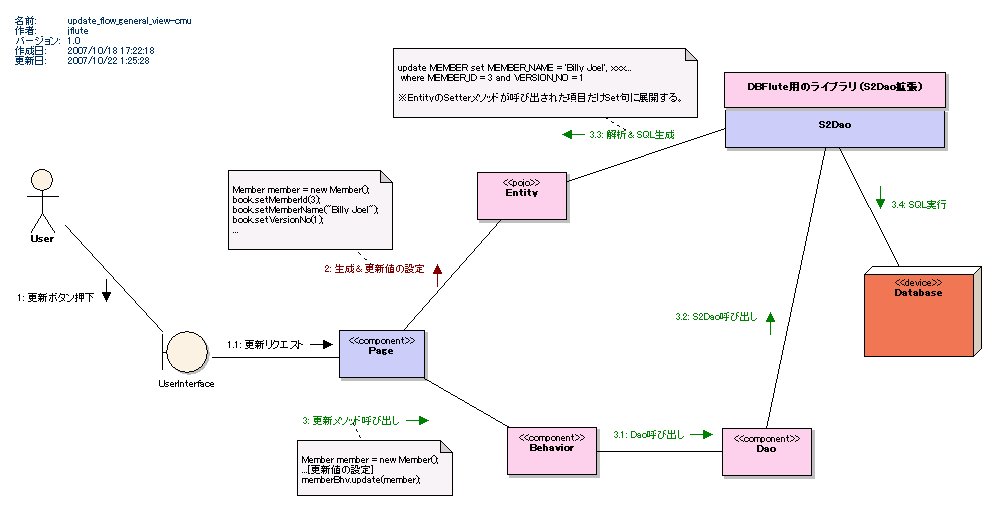 名前: update_flow_general_view-cmu
作者: jflute
バージョン: 1.0
作成日: 2007/10/18 17:22:18
更新日: 2007/10/22 1:25:28
update MEMBER set MEMBER_NAME = 'Billy Joel', xxx...
where MEMBER_ID = 3 and VERSION_NO = 1
※EntityのSetterメソッドが呼び出された項目だけSet句に展開する。
DBFlute用のライブラリ(S2Dao拡張)
S2Dao
3.3: 解析 & SQL生成
Member member = new Member();
book.setMemberId(3);
book.setMemberName("Billy Joel");
book.setVersionNo(1);
...
<<pojo>>
Entity
User
3.4: SQL実行
2: 生成 & 更新値の設定
<<device>>
Database
1: 更新ボタン押下
3.2: S2Dao呼び出し
1.1: 更新リクエスト
<<component>>
Page
UserInterface
3: 更新メソッド呼び出し
<<component>>
Behavior
3.1: Dao呼び出し
<<component>>
Dao
Member member = new Member();
...[更新値の設定]
memberBhv.update(member);